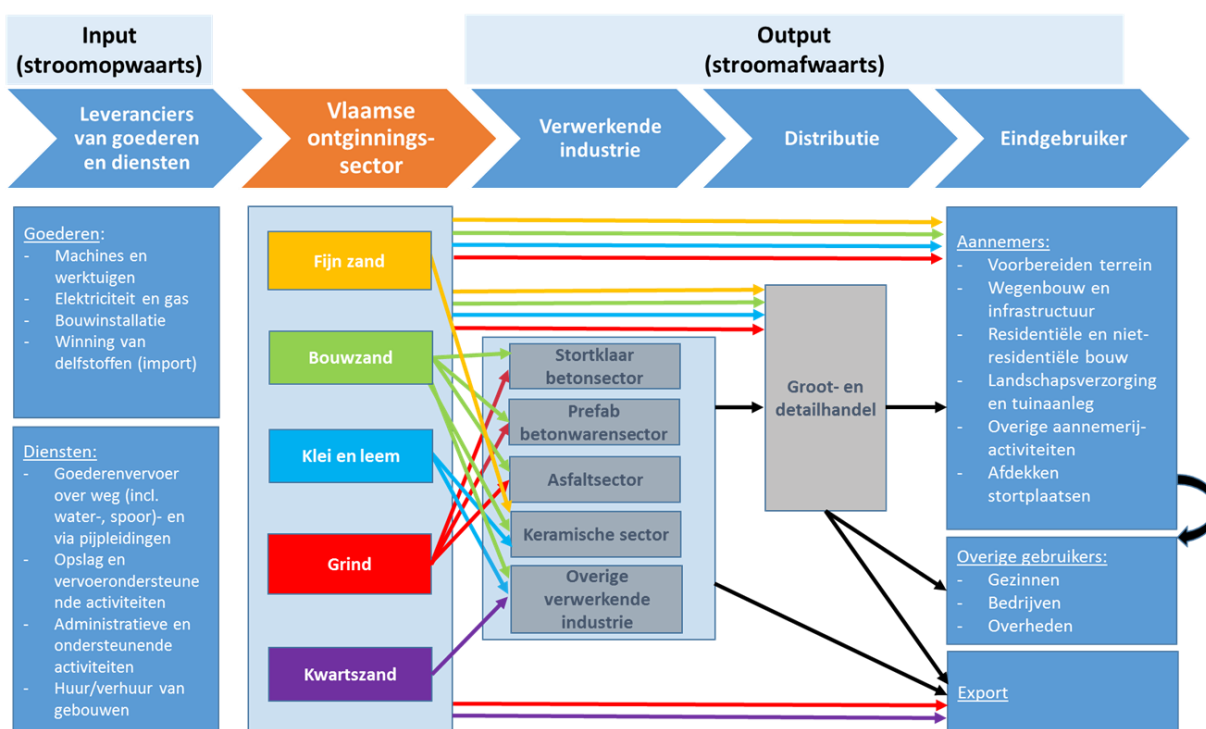 Input
(stroomopwaarts)
Output
(stroomafwaarts)
Leveranciers
van goederen
en diensten
Vlaamse
ontginnings-
sector
Verwerkende
industrie
Distributie
Eindgebruiker
Goederen:
- Machines en
werktuigen
- Elektriciteit en gas
- Bouwinstallatie
- Winning van
delfstoffen (import)
Diensten:
- Goederenvervoer
over weg (incl.
water-, spoor)- en
via pijpleidingen
- Opslag en
vervoerondersteune
nde activiteiten
- Administratieve en
ondersteunende
activiteiten
- Huur/verhuur van
gebouwen
Fijn zand
Bouwzand
Klei en leem
Grind
Kwartszand
Stortklaar
betonsector
Prefab
betonwarensector
Asfaltsector
Keramische sector
Overige
verwerkende
industrie
Groot- en
detailhandel
Aannemers:
- Voorbereiden terrein
- Wegenbouw en
infrastructuur
- Residentiële en niet-
residentiële bouw
- Landschapsverzorging
en tuinaanleg
- Overige aannemerij-
activiteiten
- Afdekken
stortplaatsen
Overige gebruikers:
- Gezinnen
- Bedrijven
- Overheden
Export